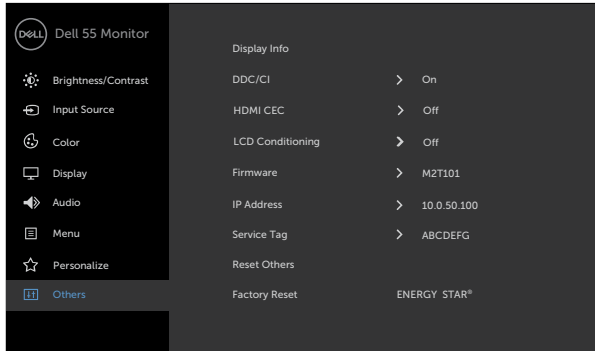 DELL Dell 55 Monitor
Display Info
Brightness/Contrast DDC/CI > On
Input Source HDMI CEC > Off
Color LCD Conditioning > Off
Display Firmware > M2T101
Audio IP Address > 10.0.50.100
Menu Service Tag > ABCDEFG
Personalize Reset Others
Others Factory Reset ENERGY STAR®